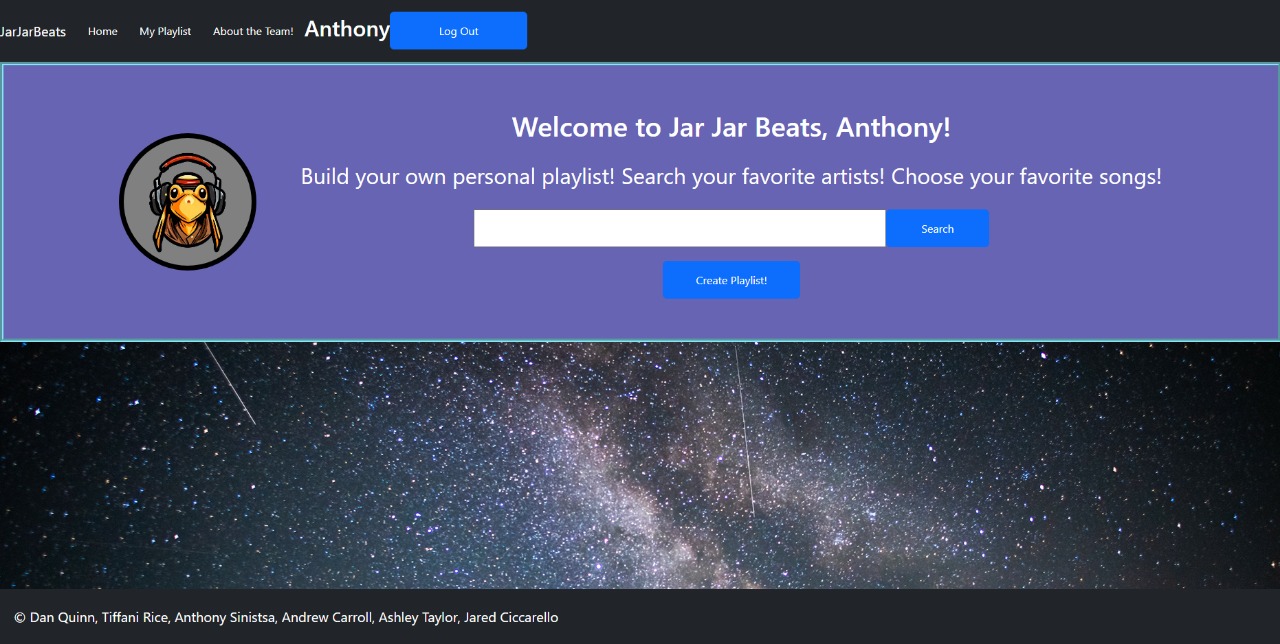 JarJarBeats Home My Playlist About the Team! Anthony Log Out
Welcome to Jar Jar Beats, Anthony!
Build your own personal playlist! Search your favorite artists! Choose your favorite songs!
Search
Create Playlist!
© Dan Quinn, Tiffani Rice, Anthony Sinistsa, Andrew Carroll, Ashley Taylor, Jared Ciccarello